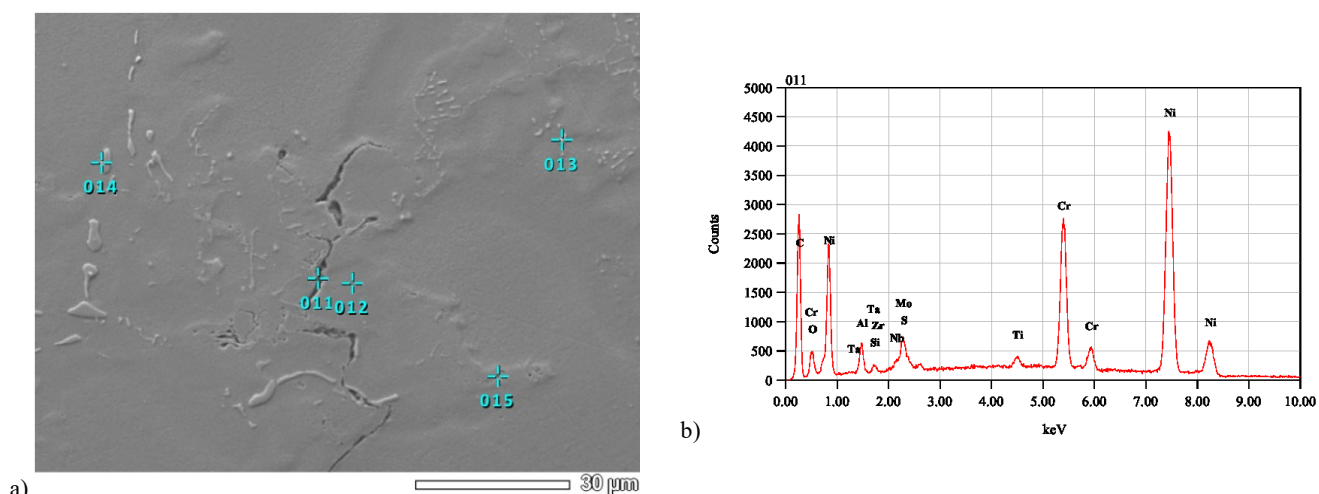 014
013
011
012
015
30 µm
a)
011
5000
4500
4000
3500
3000
2500
2000
1500
1000
500
0
Counts
C
Cr
O
Ni
Ta
Al
Ta
Zr
Si
Nb
Mo
S
Ti
Cr
Cr
Ni
Ni
0.00 1.00 2.00 3.00 4.00 5.00 6.00 7.00 8.00 9.00 10.00
keV
b)